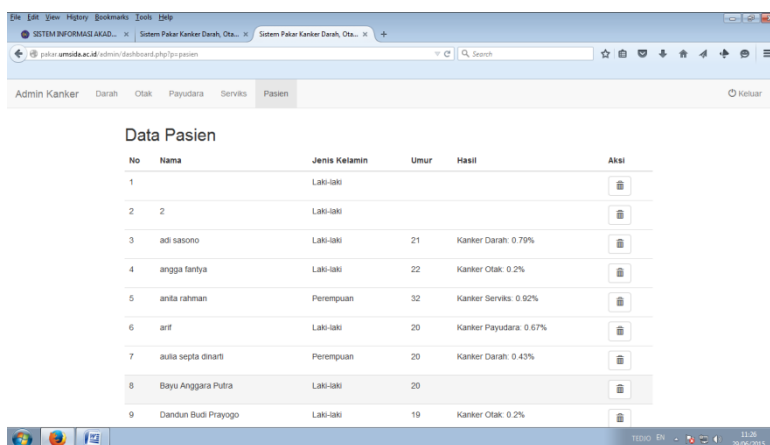 File Edit View History Bookmarks Tools Help
SISTEM INFORMASI AKAD... × Sistem Pakar Kanker Darah, Ota... × Sistem Pakar Kanker Darah, Ota... × +
pakar.umsida.ac.id/admin/dashboard.php?p=pasien Search
Admin Kanker Darah Otak Payudara Serviks Pasien Keluar
Data Pasien
No Nama Jenis Kelamin Umur Hasil Aksi
1 Laki-laki
2 2 Laki-laki
3 adi sasono Laki-laki 21 Kanker Darah: 0.79%
4 angga fantya Laki-laki 22 Kanker Otak: 0.2%
5 anita rahman Perempuan 32 Kanker Serviks: 0.92%
6 arif Laki-laki 20 Kanker Payudara: 0.67%
7 aulia septa dinarti Perempuan 20 Kanker Darah: 0.43%
8 Bayu Anggara Putra Laki-laki 20
9 Dandun Budi Prayogo Laki-laki 19 Kanker Otak: 0.2%
TEDIO EN 11:26
29/06/2015